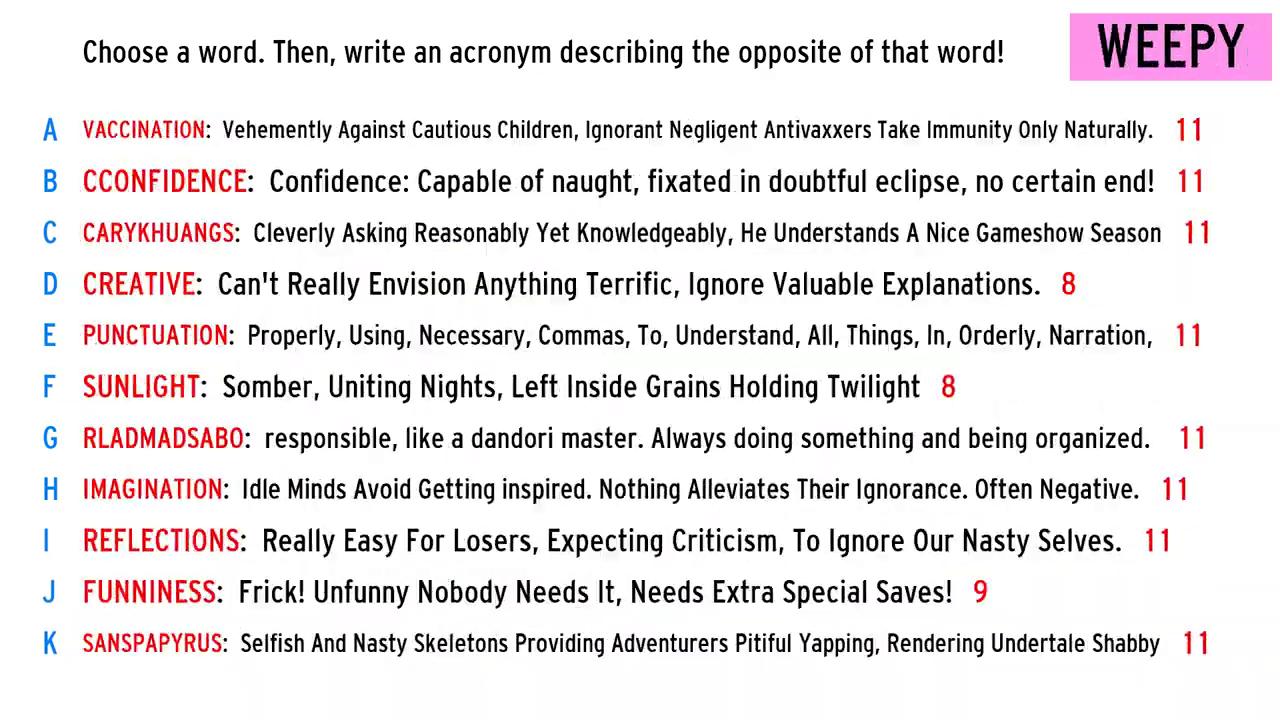 Choose a word. Then, write an acronym describing the opposite of that word!
WEEPY
A VACCINATION: Vehemently Against Cautious Children, Ignorant Negligent Antivaxxers Take Immunity Only Naturally. 11
B CCONFIDENCE: Confidence: Capable of naught, fixated in doubtful eclipse, no certain end! 11
C CARYKHUANGS: Cleverly Asking Reasonably Yet Knowledgeably, He Understands A Nice Gameshow Season 11
D CREATIVE: Can't Really Envision Anything Terrific, Ignore Valuable Explanations. 8
E PUNCTUATION: Properly, Using, Necessary, Commas, To, Understand, All, Things, In, Orderly, Narration, 11
F SUNLIGHT: Somber, Uniting Nights, Left Inside Grains Holding Twilight 8
G RLADMADSABO: responsible, like a dandori master. Always doing something and being organized. 11
H IMAGINATION: Idle Minds Avoid Getting inspired. Nothing Alleviates Their Ignorance. Often Negative. 11
I REFLECTIONS: Really Easy For Losers, Expecting Criticism, To Ignore Our Nasty Selves. 11
J FUNNINESS: Frick! Unfunny Nobody Needs It, Needs Extra Special Saves! 9
K SANSPAPYRUS: Selfish And Nasty Skeletons Providing Adventurers Pitiful Yapping, Rendering Undertale Shabby 11